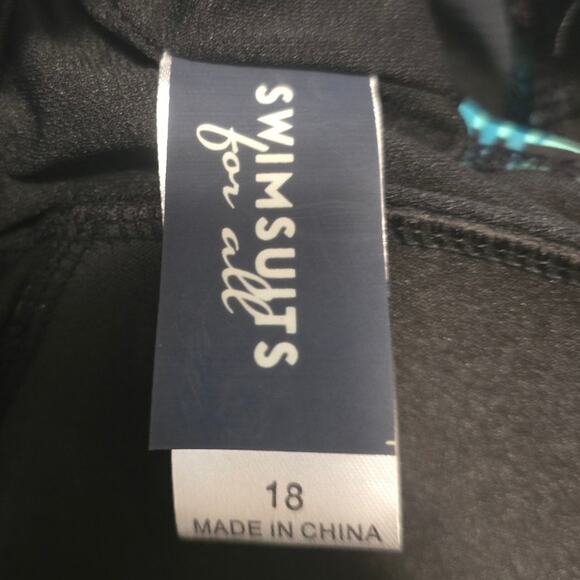 SWIMSUITS
for all
18
MADE IN CHINA